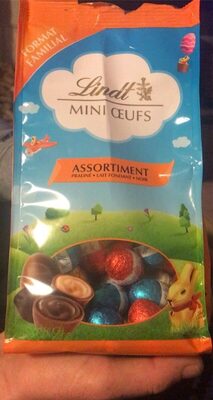 FORMAT
FAMILIAL
Lindt
MINI ŒUFS
ASSORTIMENT
PRALINÉ • LAIT FONDANT • NOIR